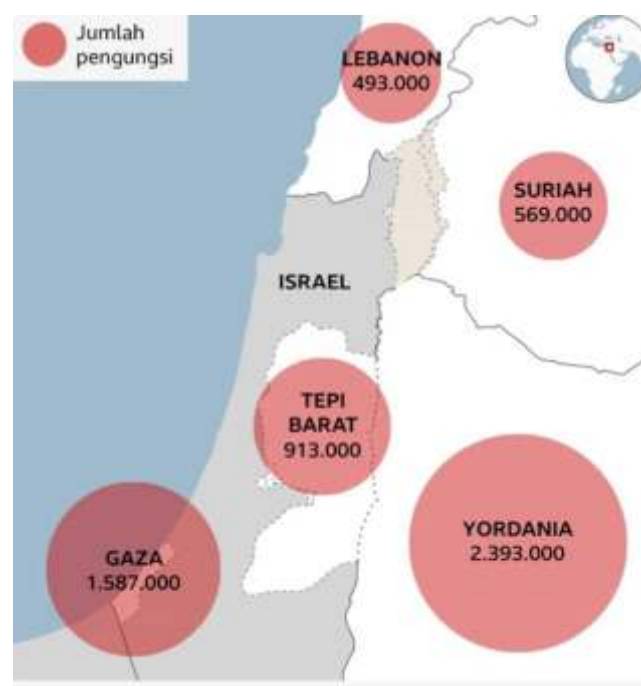 Jumlah
pengungsi
LEBANON
493.000
SURIAH
569.000
ISRAEL
TEPI
BARAT
913.000
YORDANIA
2.393.000
GAZA
1.587.000